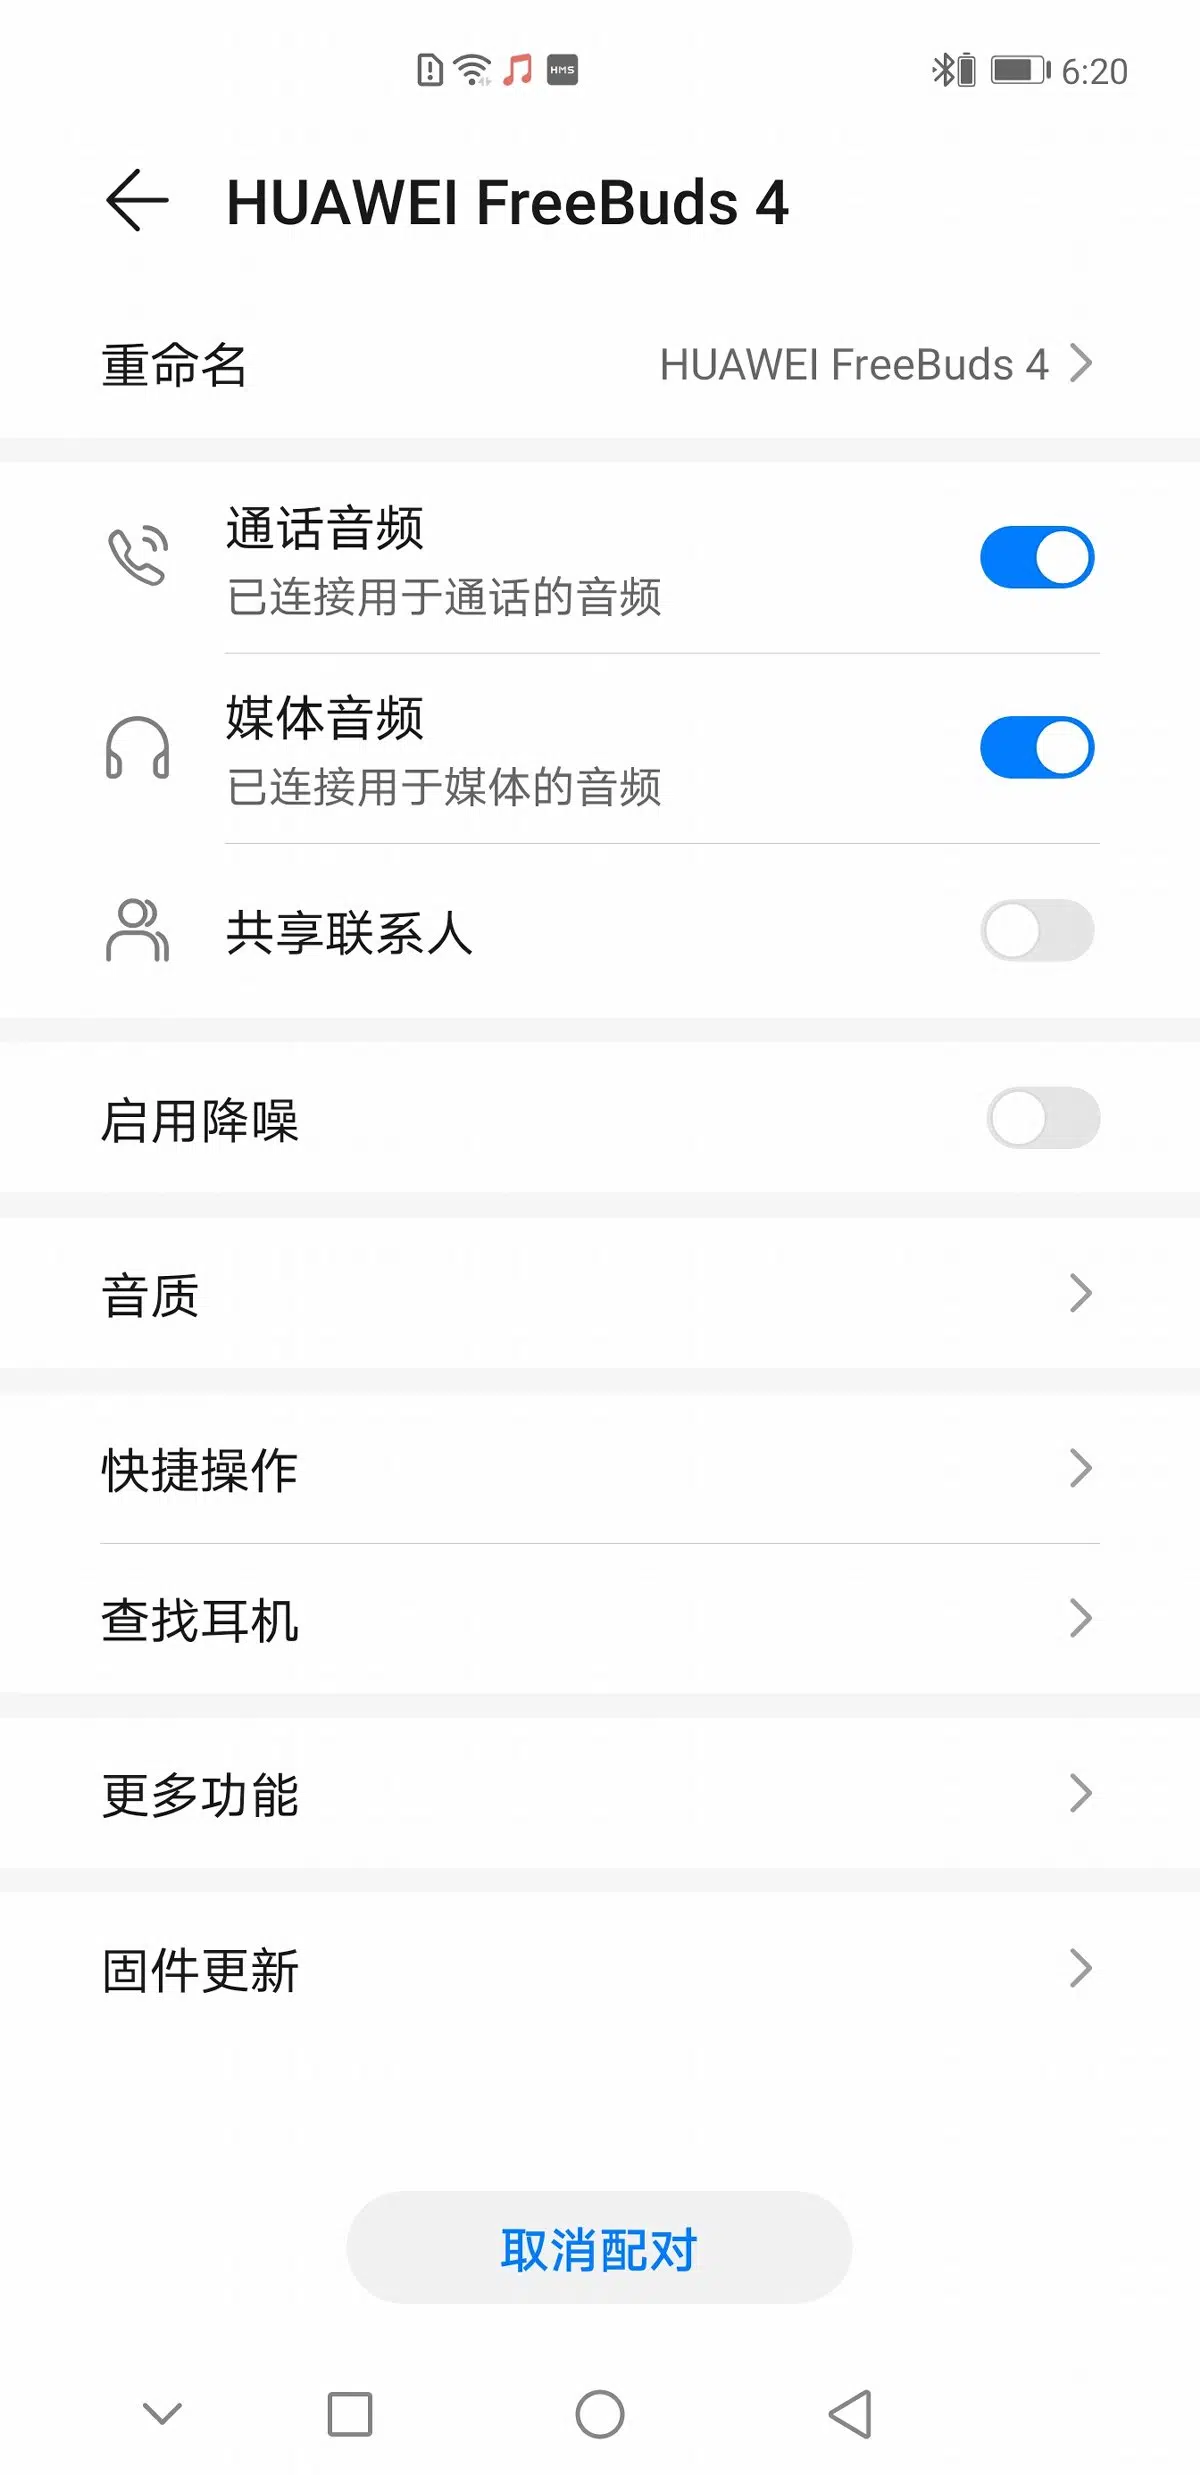 HMS 6:20
HUAWEI FreeBuds 4
重命名 HUAWEI FreeBuds 4
通话音频
已连接用于通话的音频
媒体音频
已连接用于媒体的音频
共享联系人
启用降噪
音质
快捷操作
查找耳机
更多功能
固件更新
取消配对